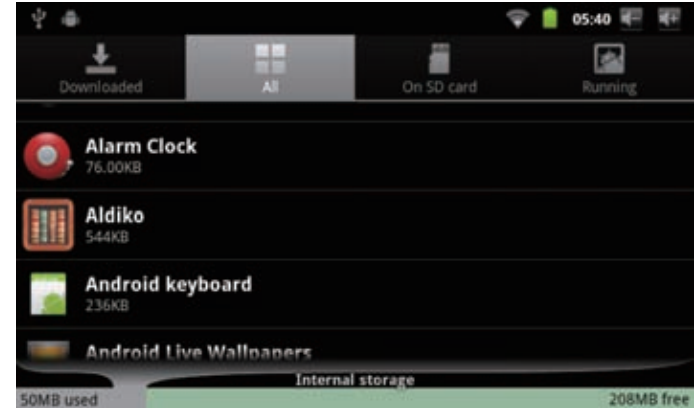 05:40
Downloaded All On SD card Running
Alarm Clock
76.00KB
Aldiko
544KB
Android keyboard
236KB
Android Live Wallpapers
Internal storage
50MB used 208MB free